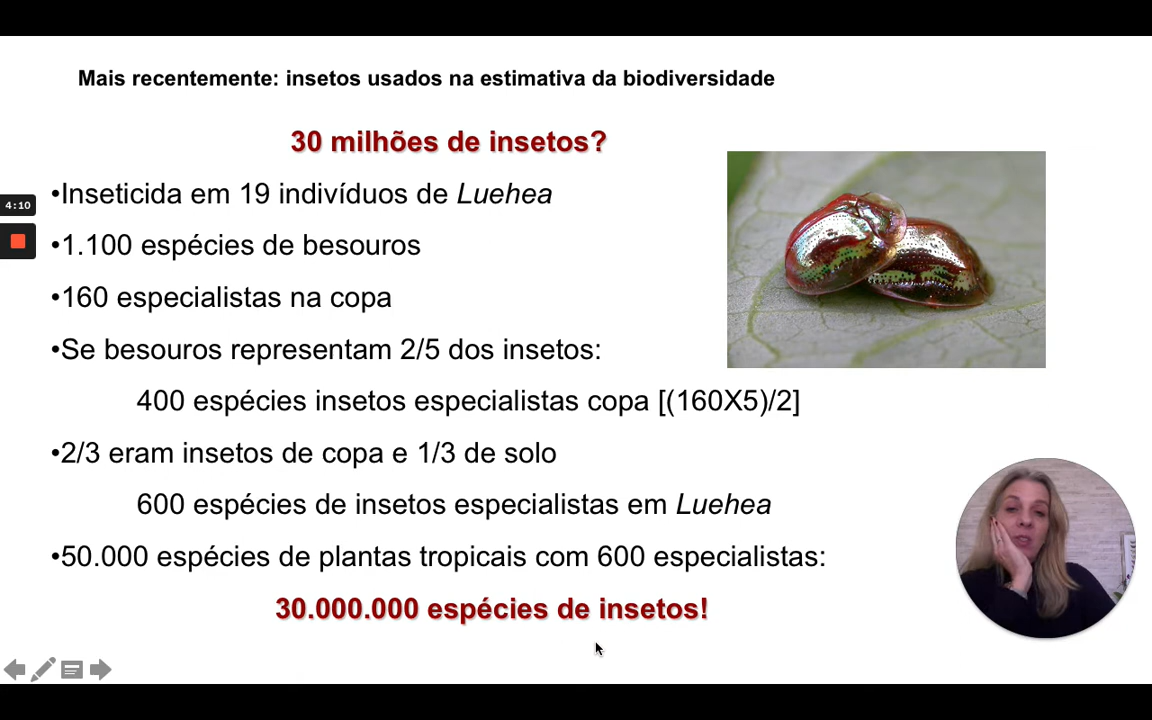 Mais recentemente: insetos usados na estimativa da biodiversidade
30 milhões de insetos?
•Inseticida em 19 indivíduos de Luehea
4:10
•1.100 espécies de besouros
•160 especialistas na copa
•Se besouros representam 2/5 dos insetos:
400 espécies insetos especialistas copa [(160X5)/2]
•2/3 eram insetos de copa e 1/3 de solo
600 espécies de insetos especialistas em Luehea
•50.000 espécies de plantas tropicais com 600 especialistas:
30.000.000 espécies de insetos!